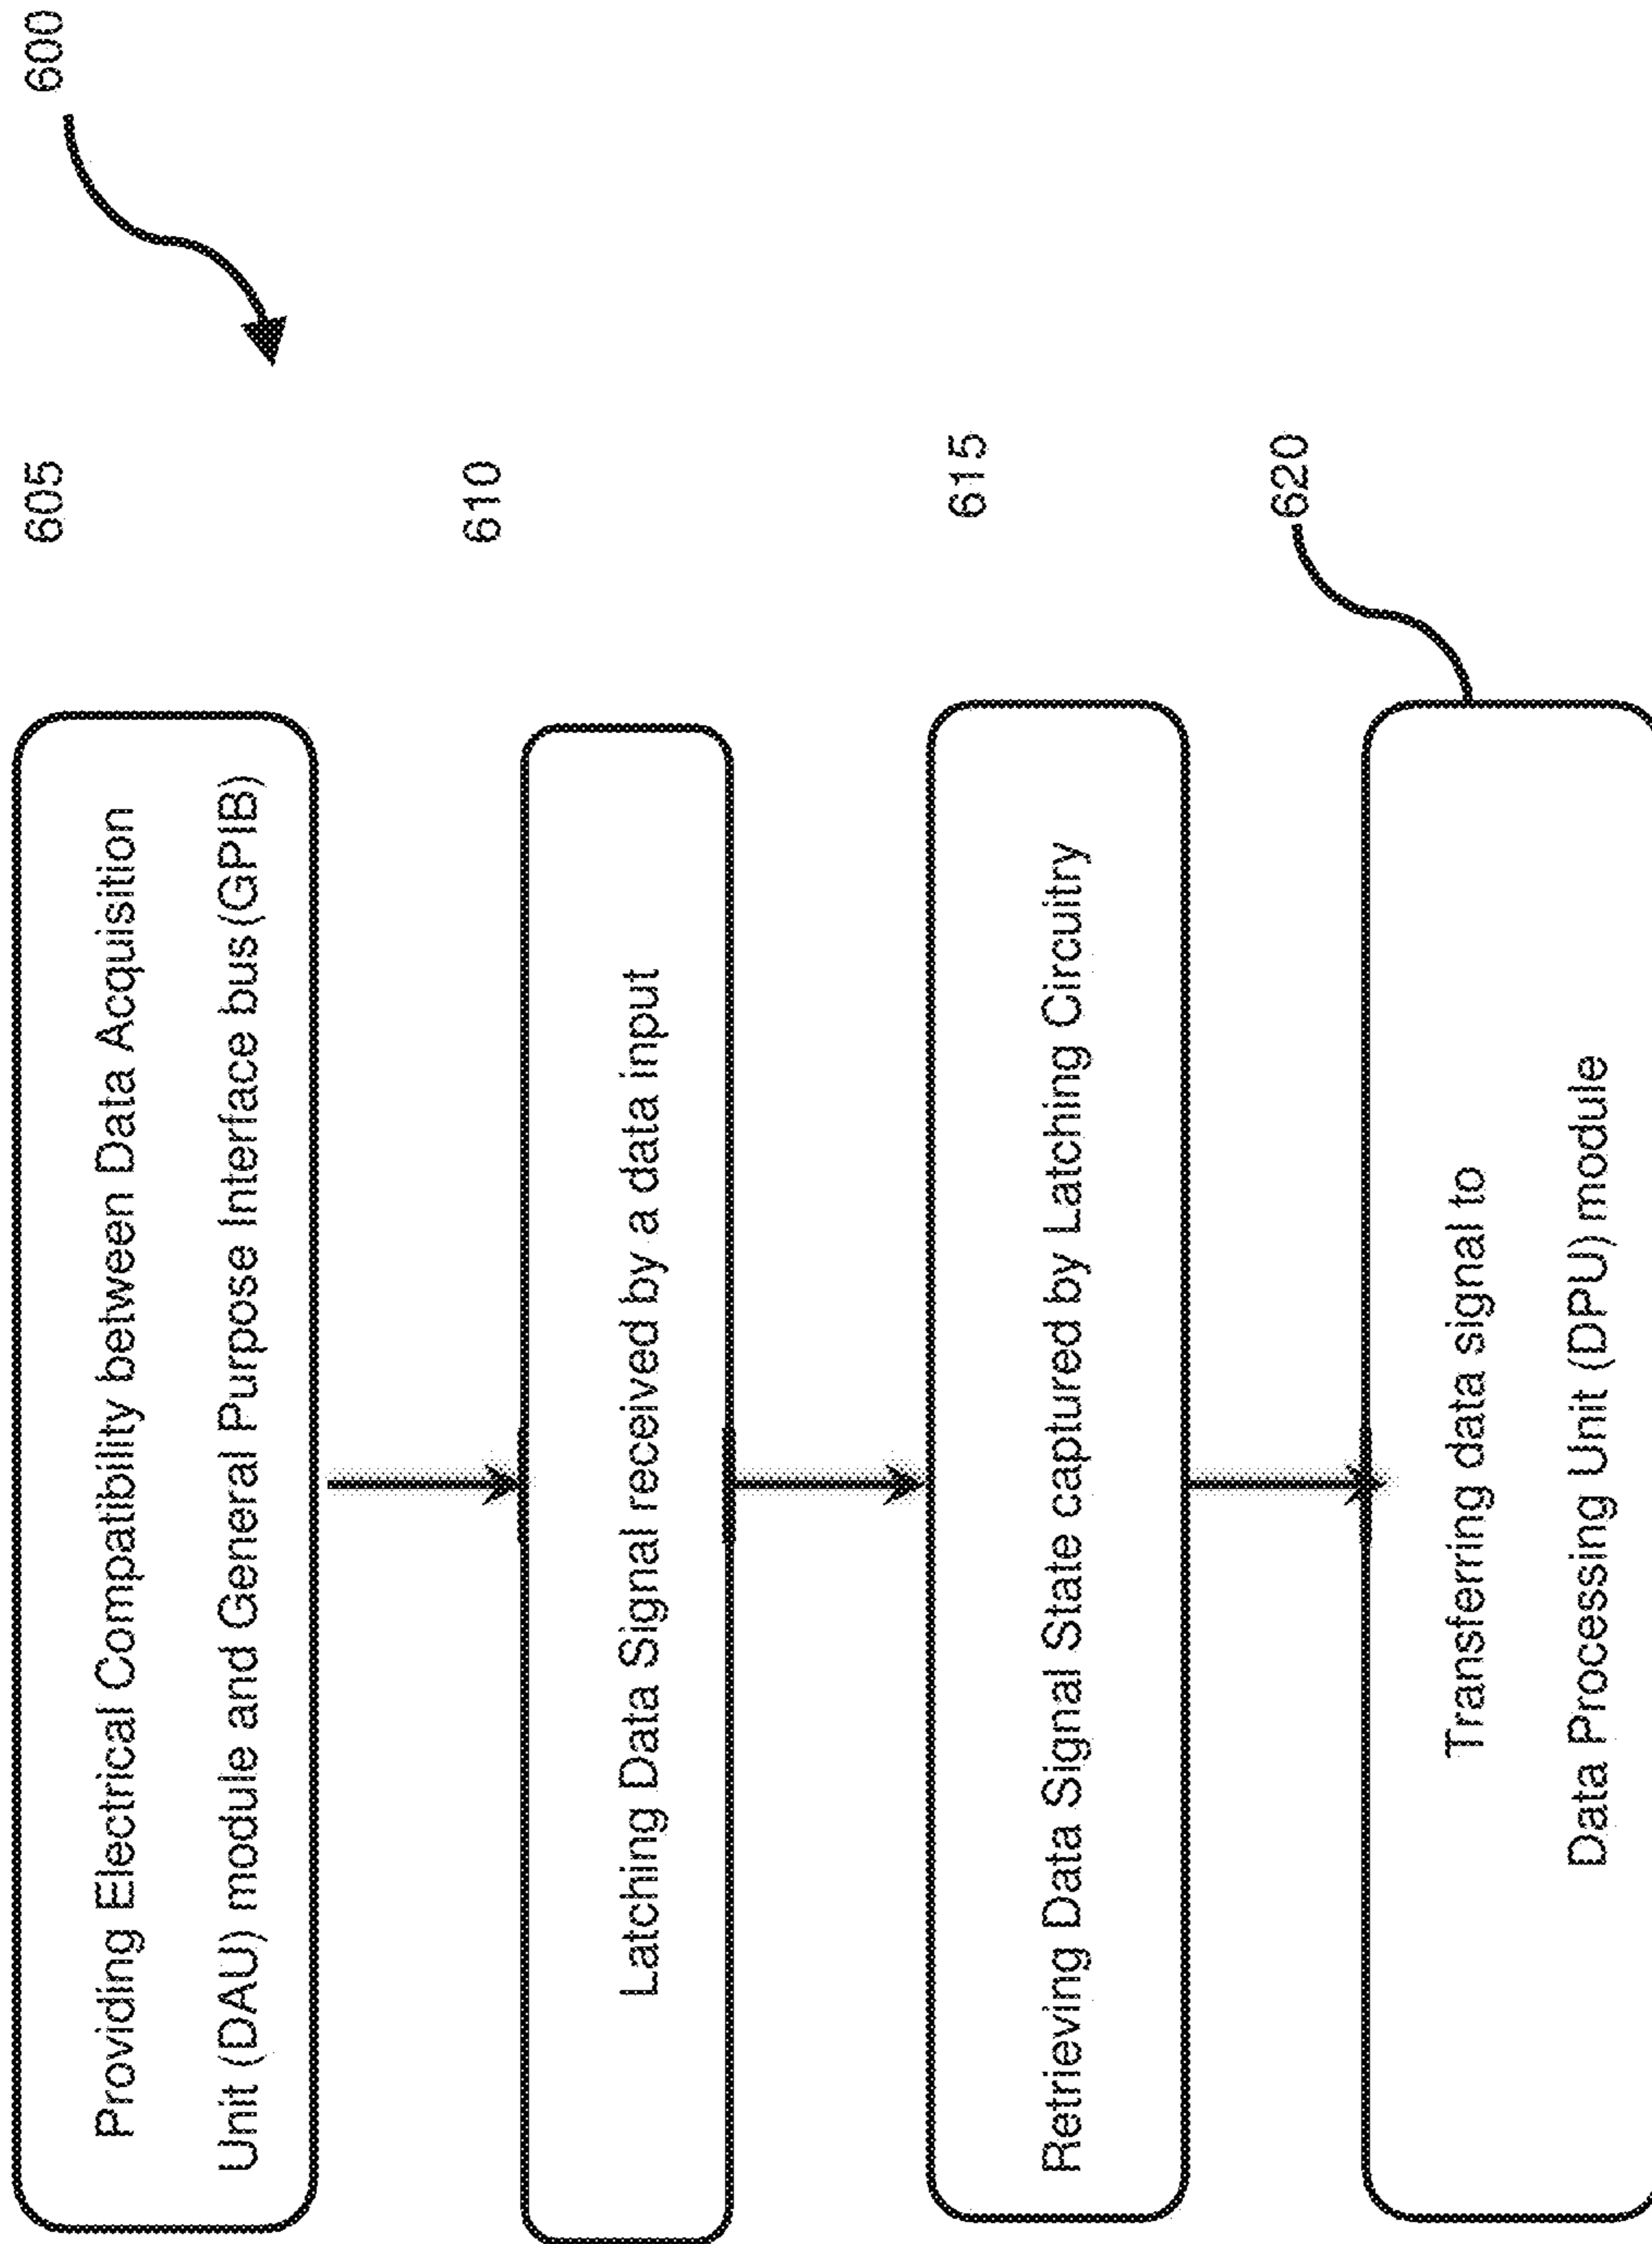 600
605
Providing Electrical Compatibility between Data Acquisition
Unit (DAU) module and General Purpose Interface bus(GPIB)
610
Latching Data Signal received by a data input
615
Retrieving Data Signal State captured by Latching Circuitry
620
Transferring data signal to
Data Processing Unit (DPU) module